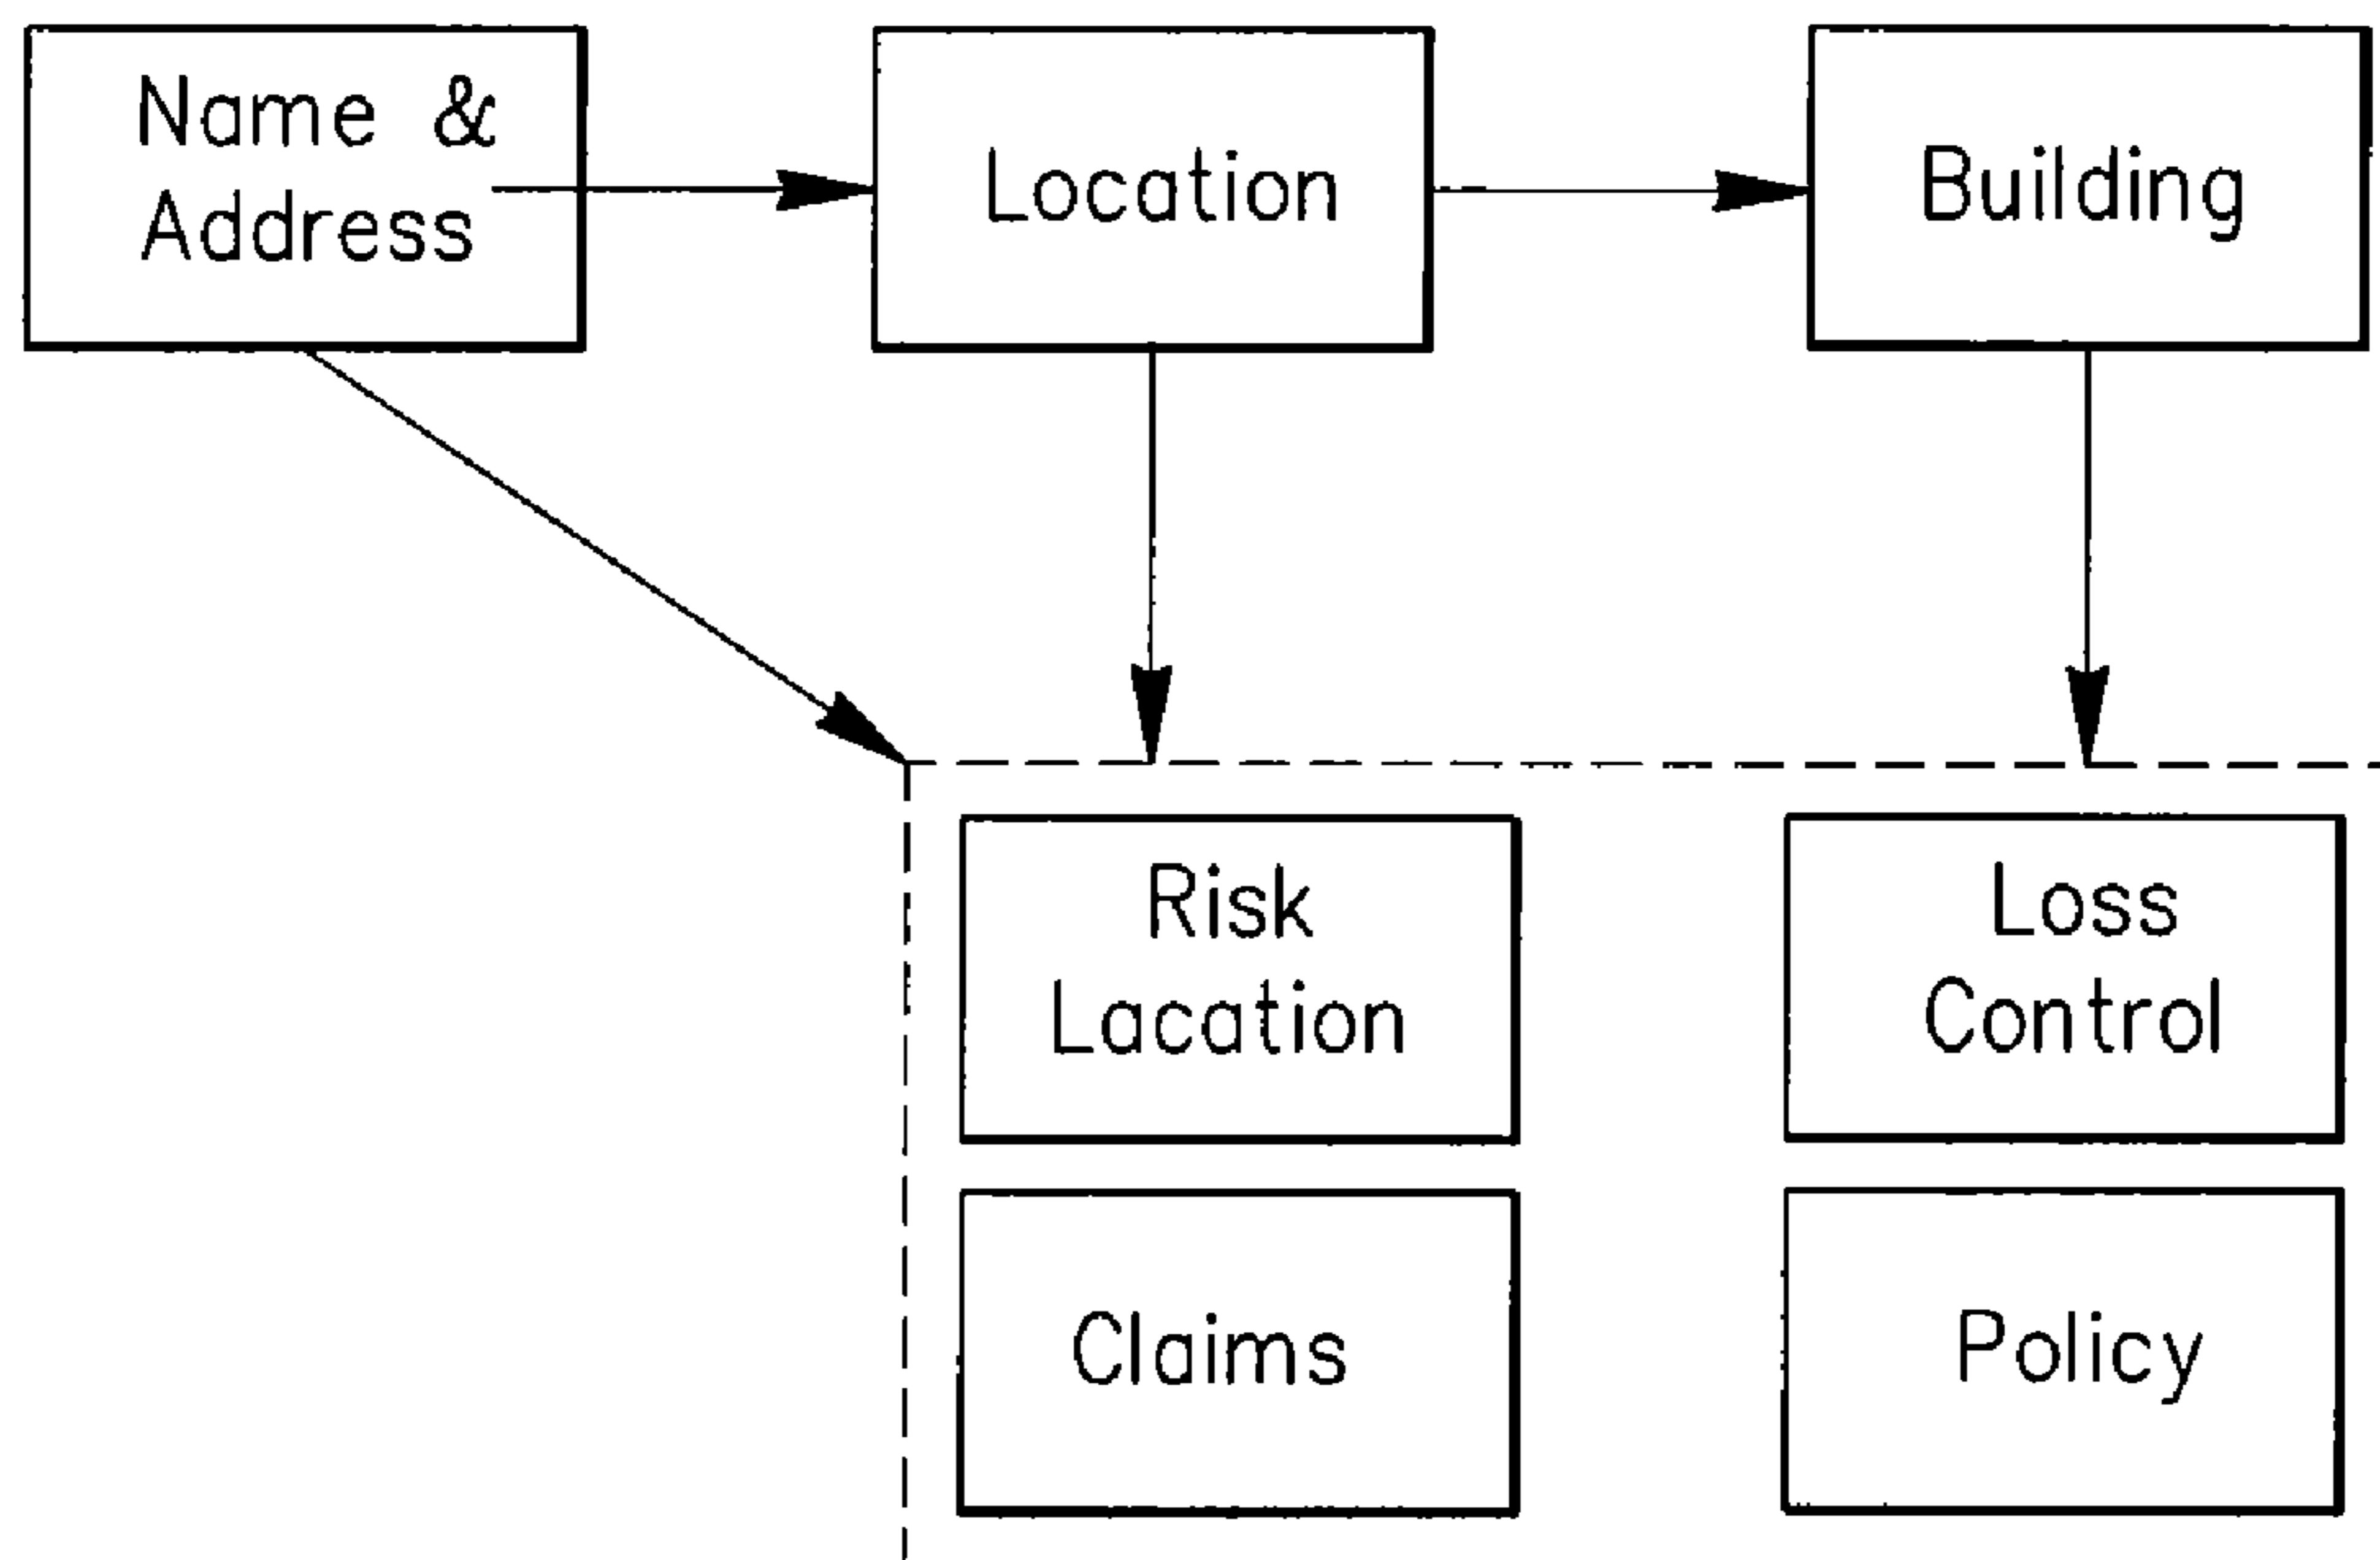 Name &
Address
Location
Building
Risk
Lacation
Loss
Control
Claims
Policy